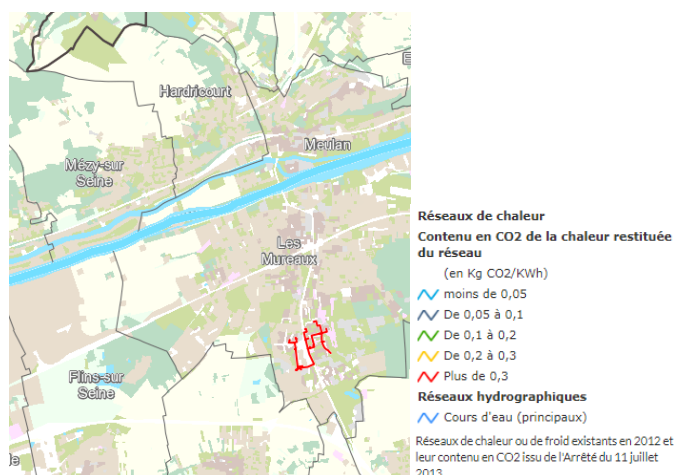 Hardricourt
Meulan
Mézy-sur
Seine
Les
Mureaux
Flins-sur
Seine
Réseaux de chaleur
Contenu en CO2 de la chaleur restituée
du réseau
(en Kg CO2/KWh)
moins de 0,05
De 0,05 à 0,1
De 0,1 à 0,2
De 0,2 à 0,3
Plus de 0,3
Réseaux hydrographiques
Cours d'eau (principaux)
Réseaux de chaleur ou de froid existants en 2012 et
leur contenu en CO2 issu de l'Arrêté du 11 juillet
2013